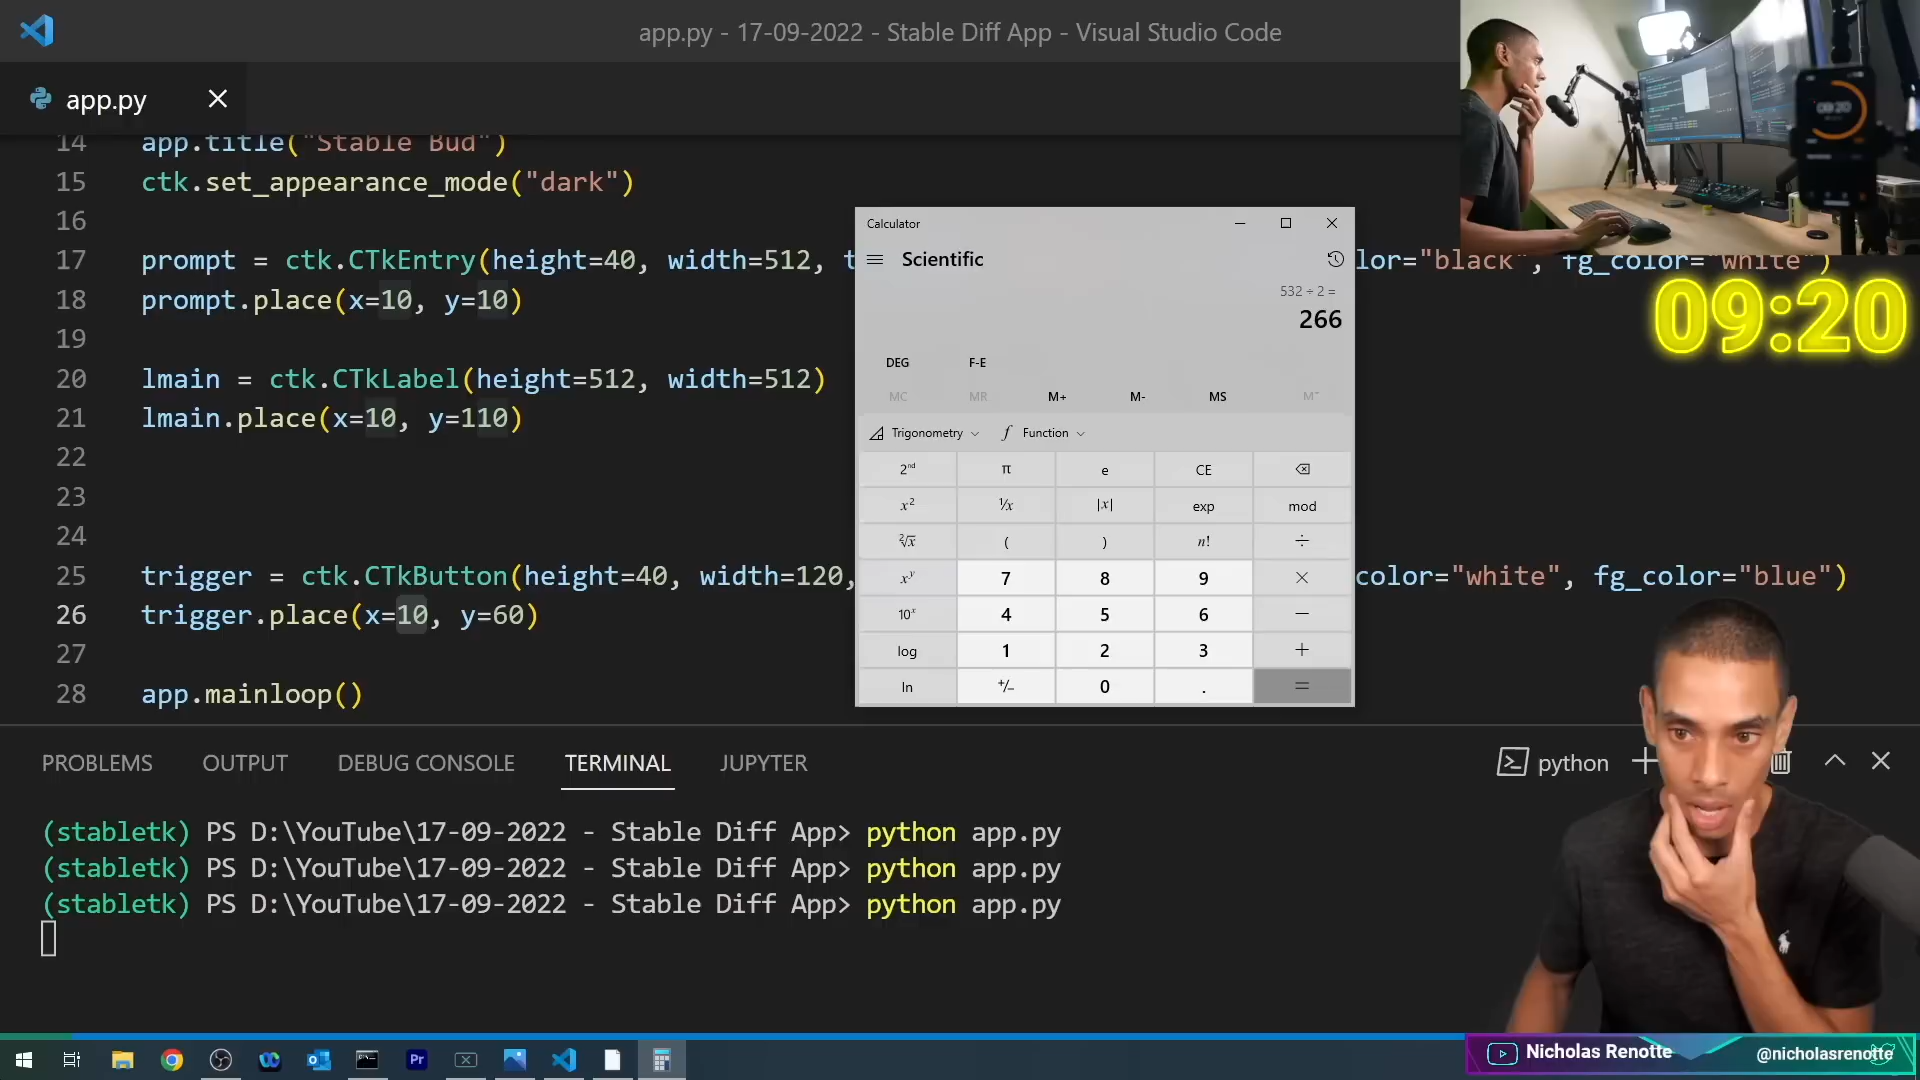 app.py - 17-09-2022 - Stable Diff App - Visual Studio Code
app.py
14 app.title("Stable Bud")
15 ctk.set_appearance_mode("dark")
16
17 prompt = ctk.CTkEntry(height=40, width=512, t lor="black", fg_color="white")
18 prompt.place(x=10, y=10)
19
20 lmain = ctk.CTkLabel(height=512, width=512)
21 lmain.place(x=10, y=110)
22
23
24
25 trigger = ctk.CTkButton(height=40, width=120, color="white", fg_color="blue")
26 trigger.place(x=10, y=60)
27
28 app.mainloop()
Calculator
Scientific
532 ÷ 2 =
266
DEG F-E
MC MR M+ M- MS M˅
Trigonometry f Function
2ⁿᵈ π e CE
x² ¹/x |x| exp mod
²√x ( ) n! ÷
xʸ 7 8 9 ×
10ˣ 4 5 6 −
log 1 2 3 +
ln +/− 0 . =
09:20
PROBLEMS OUTPUT DEBUG CONSOLE TERMINAL JUPYTER
python
(stabletk) PS D:\YouTube\17-09-2022 - Stable Diff App> python app.py
(stabletk) PS D:\YouTube\17-09-2022 - Stable Diff App> python app.py
(stabletk) PS D:\YouTube\17-09-2022 - Stable Diff App> python app.py
Pr
Nicholas Renotte @nicholasrenotte